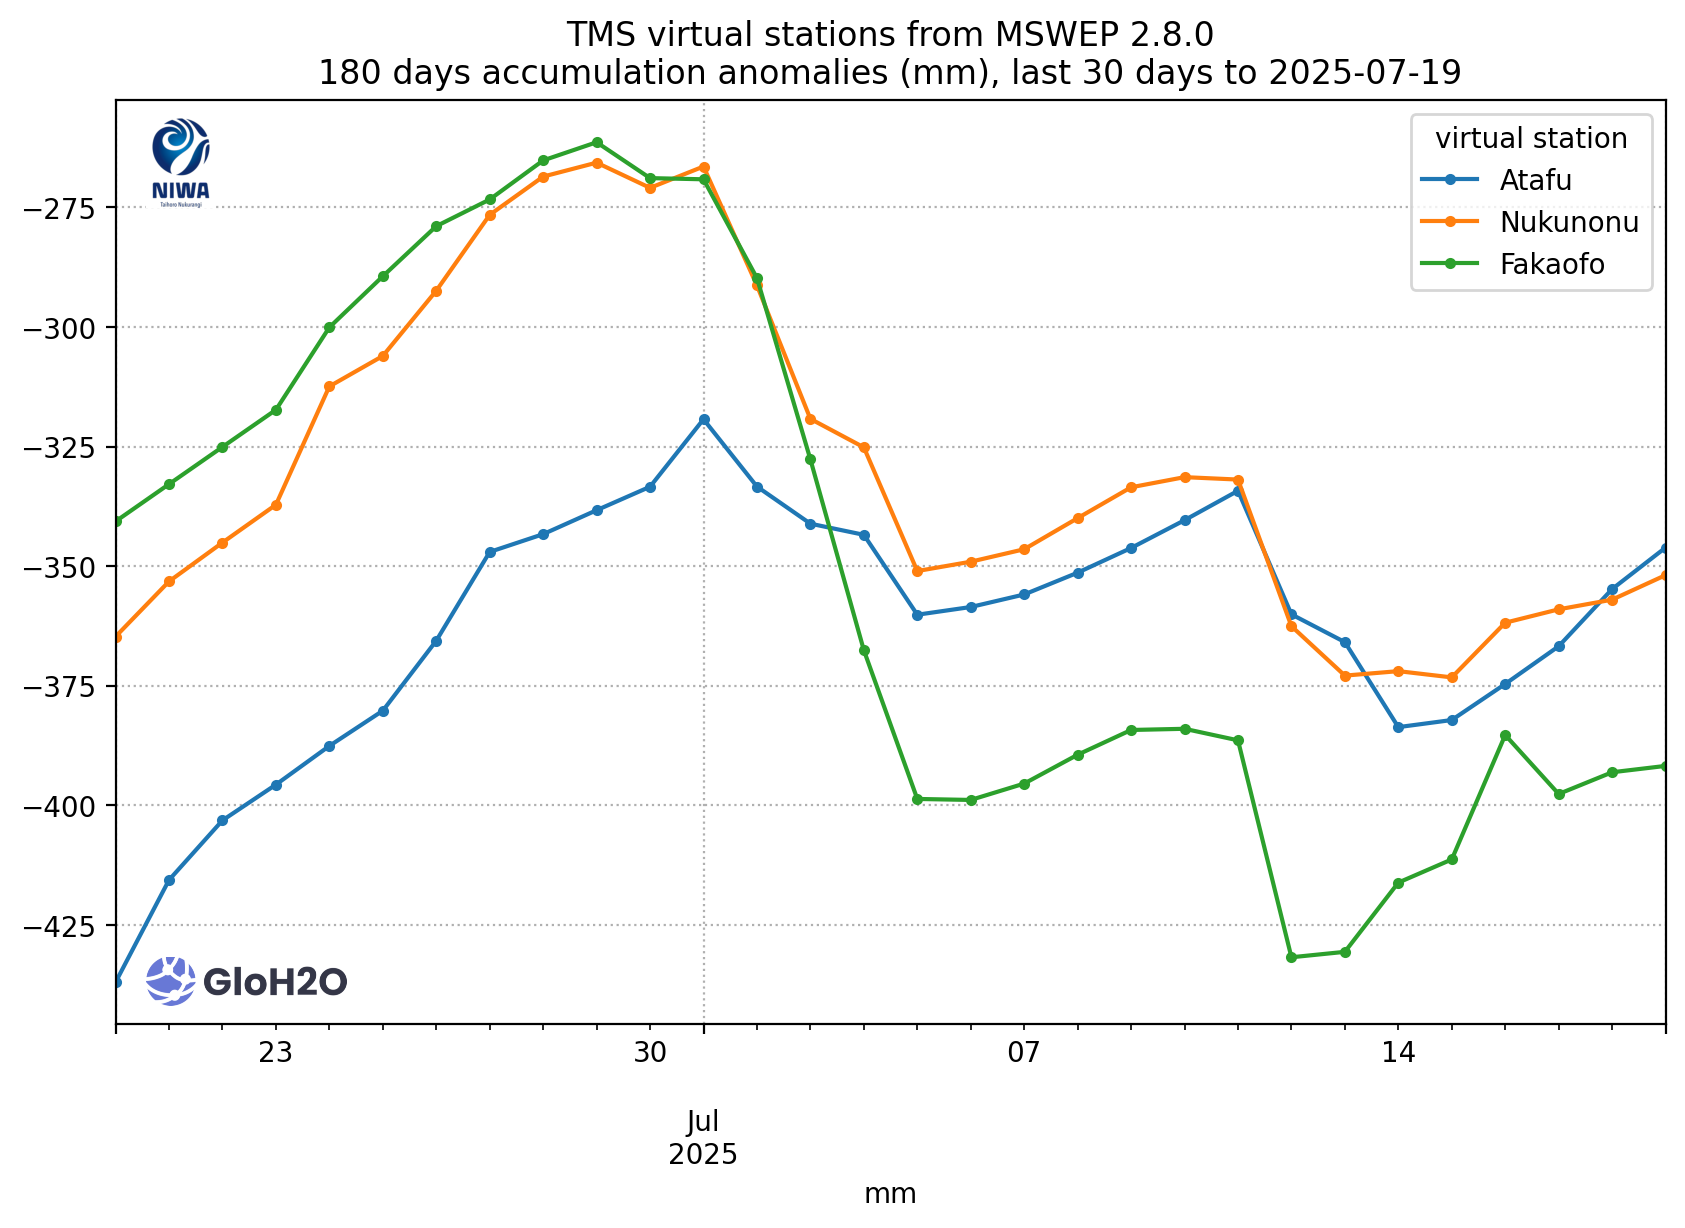 TMS virtual stations from MSWEP 2.8.0
180 days accumulation anomalies (mm), last 30 days to 2025-07-19
NIWA
Taihoro Nukurangi
virtual station
Atafu
Nukunonu
Fakaofo
−275
−300
−325
−350
−375
−400
−425
GloH2O
23 30 07 14
Jul
2025
mm